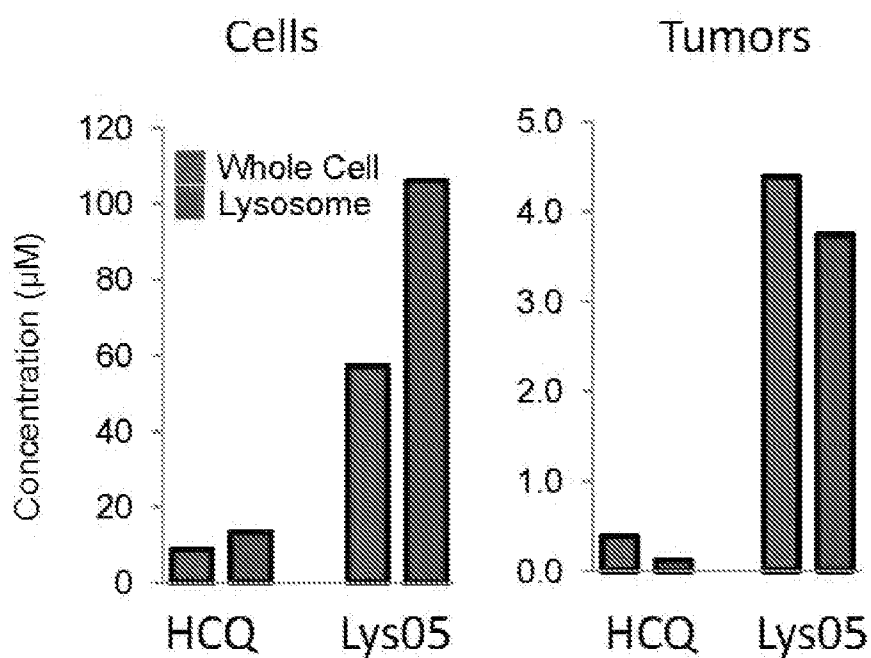 Cells
Tumors
Concentration (µM)
120
100
80
60
40
20
0
Whole Cell
Lysosome
HCQ
Lys05
5.0
4.0
3.0
2.0
1.0
0.0
HCQ
Lys05